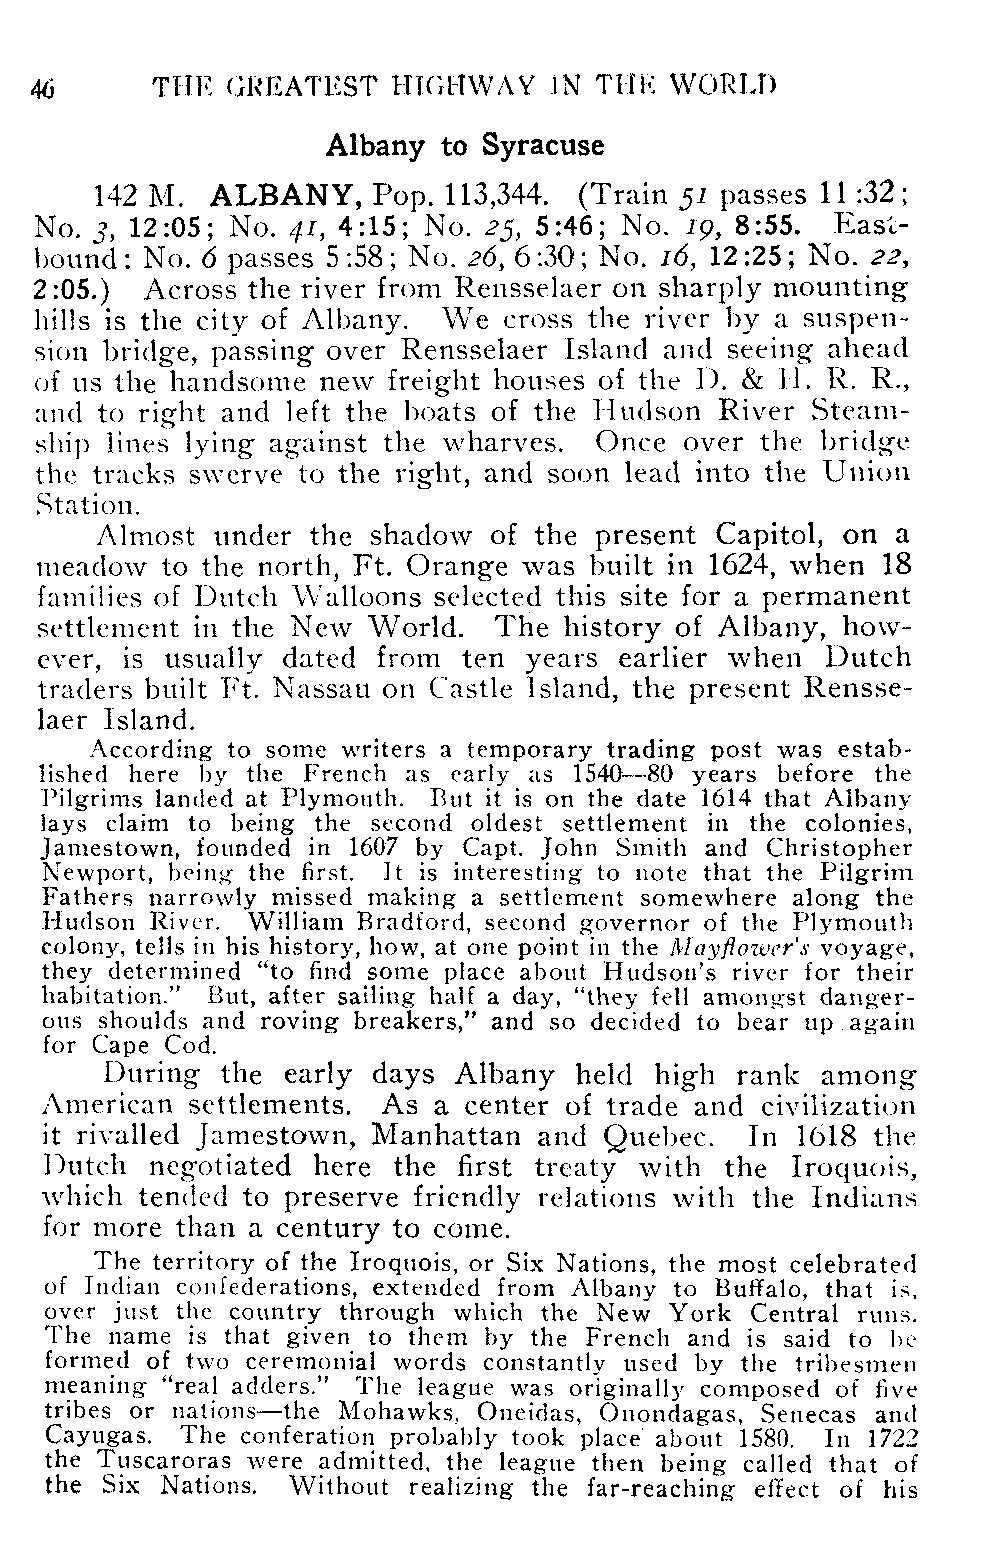 46 THE GREATEST HIGHWAY IN THE WORLD
Albany to Syracuse
142 M. ALBANY, Pop. 113,344. (Train 51 passes 11:32;
No. 3, 12:05; No. 41, 4:15; No. 25, 5:46; No. 19, 8:55. East-
bound: No. 6 passes 5:58; No. 26, 6:30; No. 16, 12:25; No. 22,
2:05.) Across the river from Rensselaer on sharply mounting
hills is the city of Albany. We cross the river by a suspen-
sion bridge, passing over Rensselaer Island and seeing ahead
of us the handsome new freight houses of the D. & H. R. R.,
and to right and left the boats of the Hudson River Steam-
ship lines lying against the wharves. Once over the bridge
the tracks swerve to the right, and soon lead into the Union
Station.
Almost under the shadow of the present Capitol, on a
meadow to the north, Ft. Orange was built in 1624, when 18
families of Dutch Walloons selected this site for a permanent
settlement in the New World. The history of Albany, how-
ever, is usually dated from ten years earlier when Dutch
traders built Ft. Nassau on Castle Island, the present Rensse-
laer Island.
According to some writers a temporary trading post was estab-
lished here by the French as early as 1540—80 years before the
Pilgrims landed at Plymouth. But it is on the date 1614 that Albany
lays claim to being the second oldest settlement in the colonies,
Jamestown, founded in 1607 by Capt. John Smith and Christopher
Newport, being the first. It is interesting to note that the Pilgrim
Fathers narrowly missed making a settlement somewhere along the
Hudson River. William Bradford, second governor of the Plymouth
colony, tells in his history, how, at one point in the Mayflower's voyage,
they determined "to find some place about Hudson's river for their
habitation." But, after sailing half a day, "they fell amongst danger-
ous shoulds and roving breakers," and so decided to bear up again
for Cape Cod.
During the early days Albany held high rank among
American settlements. As a center of trade and civilization
it rivalled Jamestown, Manhattan and Quebec. In 1618 the
Dutch negotiated here the first treaty with the Iroquois,
which tended to preserve friendly relations with the Indians
for more than a century to come.
The territory of the Iroquois, or Six Nations, the most celebrated
of Indian confederations, extended from Albany to Buffalo, that is,
over just the country through which the New York Central runs.
The name is that given to them by the French and is said to be
formed of two ceremonial words constantly used by the tribesmen
meaning "real adders." The league was originally composed of five
tribes or nations—the Mohawks, Oneidas, Onondagas, Senecas and
Cayugas. The conferation probably took place about 1580. In 1722
the Tuscaroras were admitted, the league then being called that of
the Six Nations. Without realizing the far-reaching effect of his